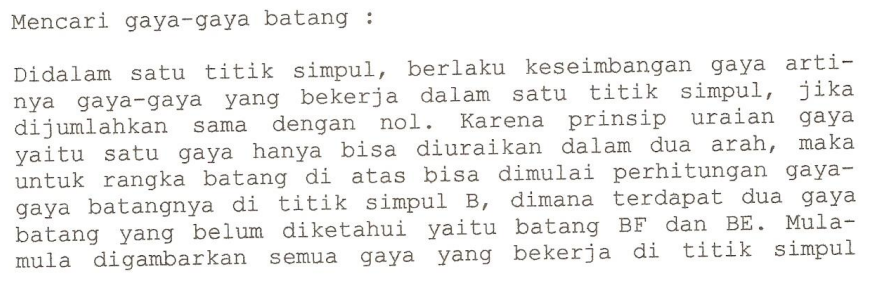 Mencari gaya-gaya batang :
Didalam satu titik simpul, berlaku keseimbangan gaya arti-
nya gaya-gaya yang bekerja dalam satu titik simpul, jika
dijumlahkan sama dengan nol. Karena prinsip uraian gaya
yaitu satu gaya hanya bisa diuraikan dalam dua arah, maka
untuk rangka batang di atas bisa dimulai perhitungan gaya-
gaya batangnya di titik simpul B, dimana terdapat dua gaya
batang yang belum diketahui yaitu batang BF dan BE. Mula-
mula digambarkan semua gaya yang bekerja di titik simpul